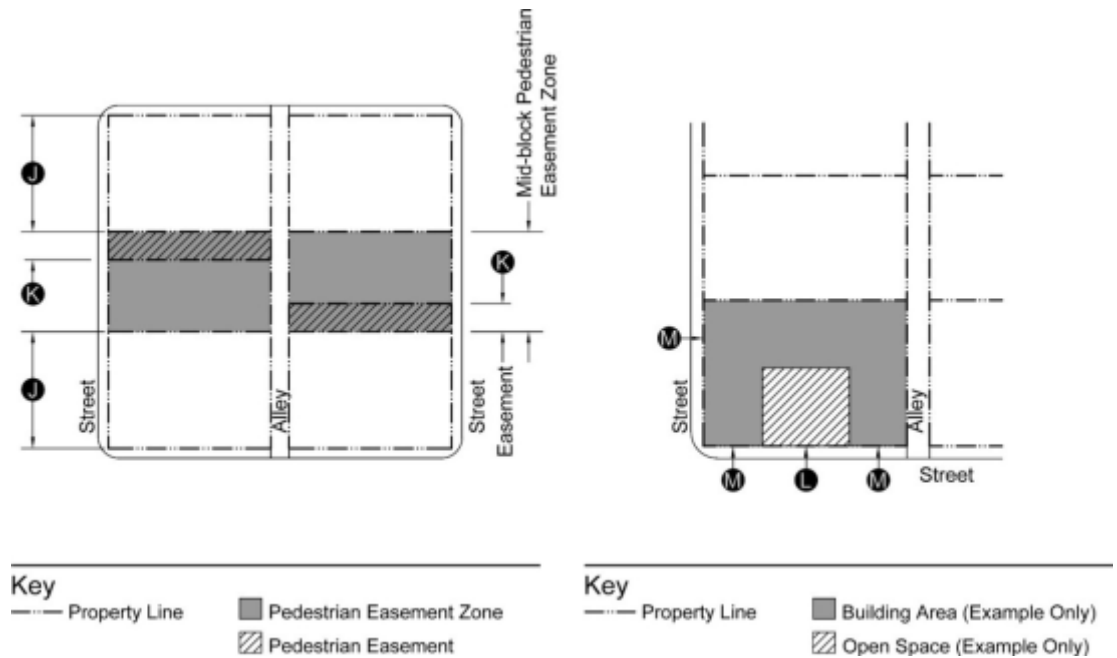 Mid-block Pedestrian
Easement Zone
J
K
K
J
Street
Alley
Street
Easement
M
Street
Alley
M
L
M
Street
Key
Property Line
Pedestrian Easement Zone
Pedestrian Easement
Key
Property Line
Building Area (Example Only)
Open Space (Example Only)